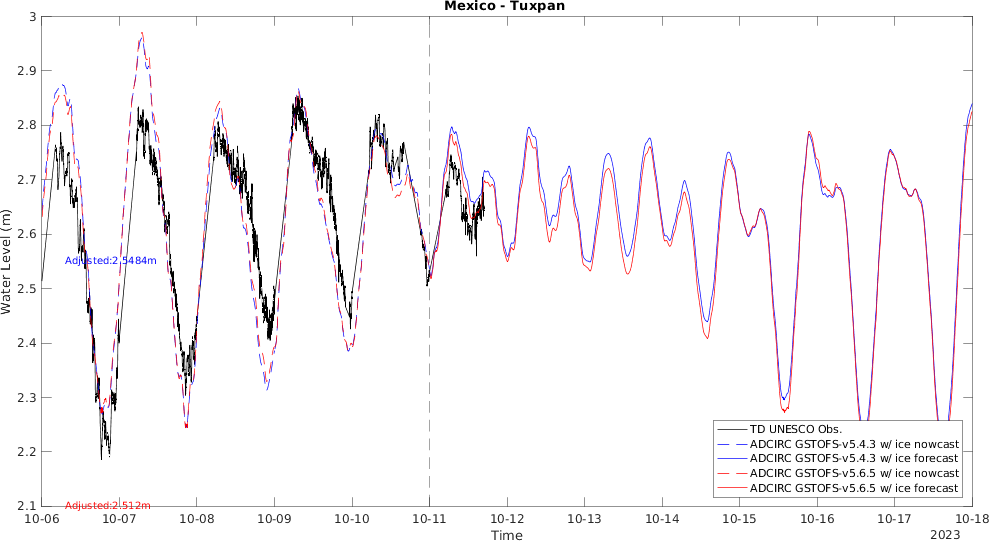 Mexico - Tuxpan
3
2.9
2.8
2.7
2.6
2.5
2.4
2.3
2.2
2.1
Water Level (m)
Adjusted:2.5484m
Adjusted:2.512m
TD UNESCO Obs.
ADCIRC GSTOFS-v5.4.3 w/ ice nowcast
ADCIRC GSTOFS-v5.4.3 w/ ice forecast
ADCIRC GSTOFS-v5.6.5 w/ ice nowcast
ADCIRC GSTOFS-v5.6.5 w/ ice forecast
10-06 10-07 10-08 10-09 10-10 10-11 10-12 10-13 10-14 10-15 10-16 10-17 10-18
Time
2023